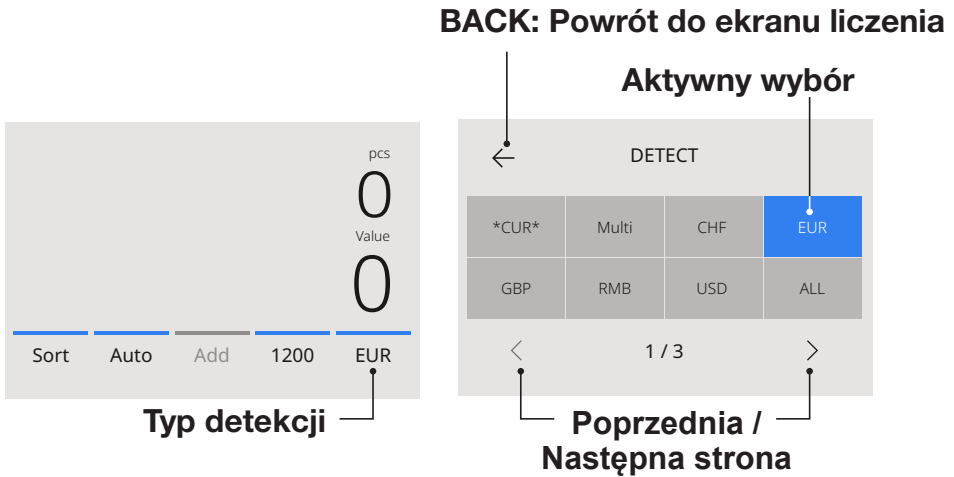 BACK: Powrót do ekranu liczenia
Aktywny wybór
pcs
0
Value
0
Sort Auto Add 1200 EUR
Typ detekcji
DETECT
*CUR* Multi CHF EUR
GBP RMB USD ALL
1 / 3
Poprzednia /
Następna strona